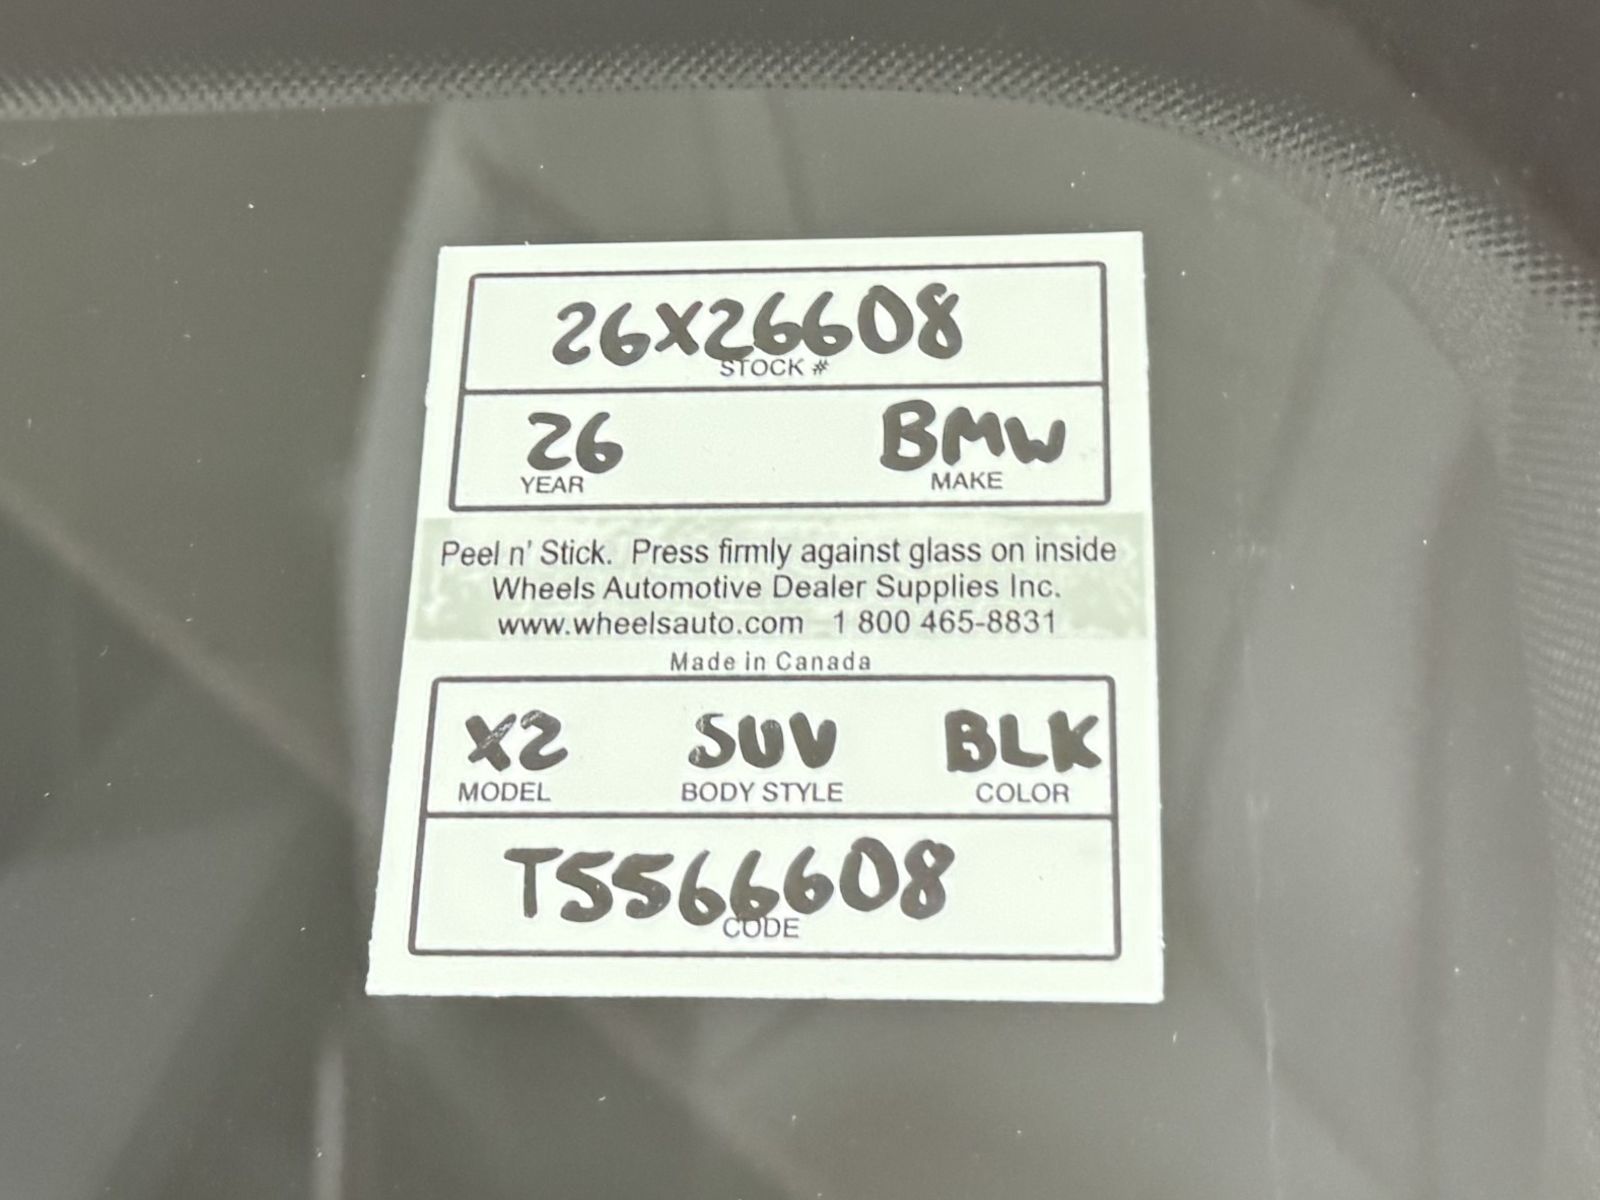 26X26608
STOCK #
26 BMW
YEAR MAKE
Peel n' Stick. Press firmly against glass on inside
Wheels Automotive Dealer Supplies Inc.
www.wheelsauto.com 1 800 465-8831
Made in Canada
X2 SUV BLK
MODEL BODY STYLE COLOR
T5566608
CODE